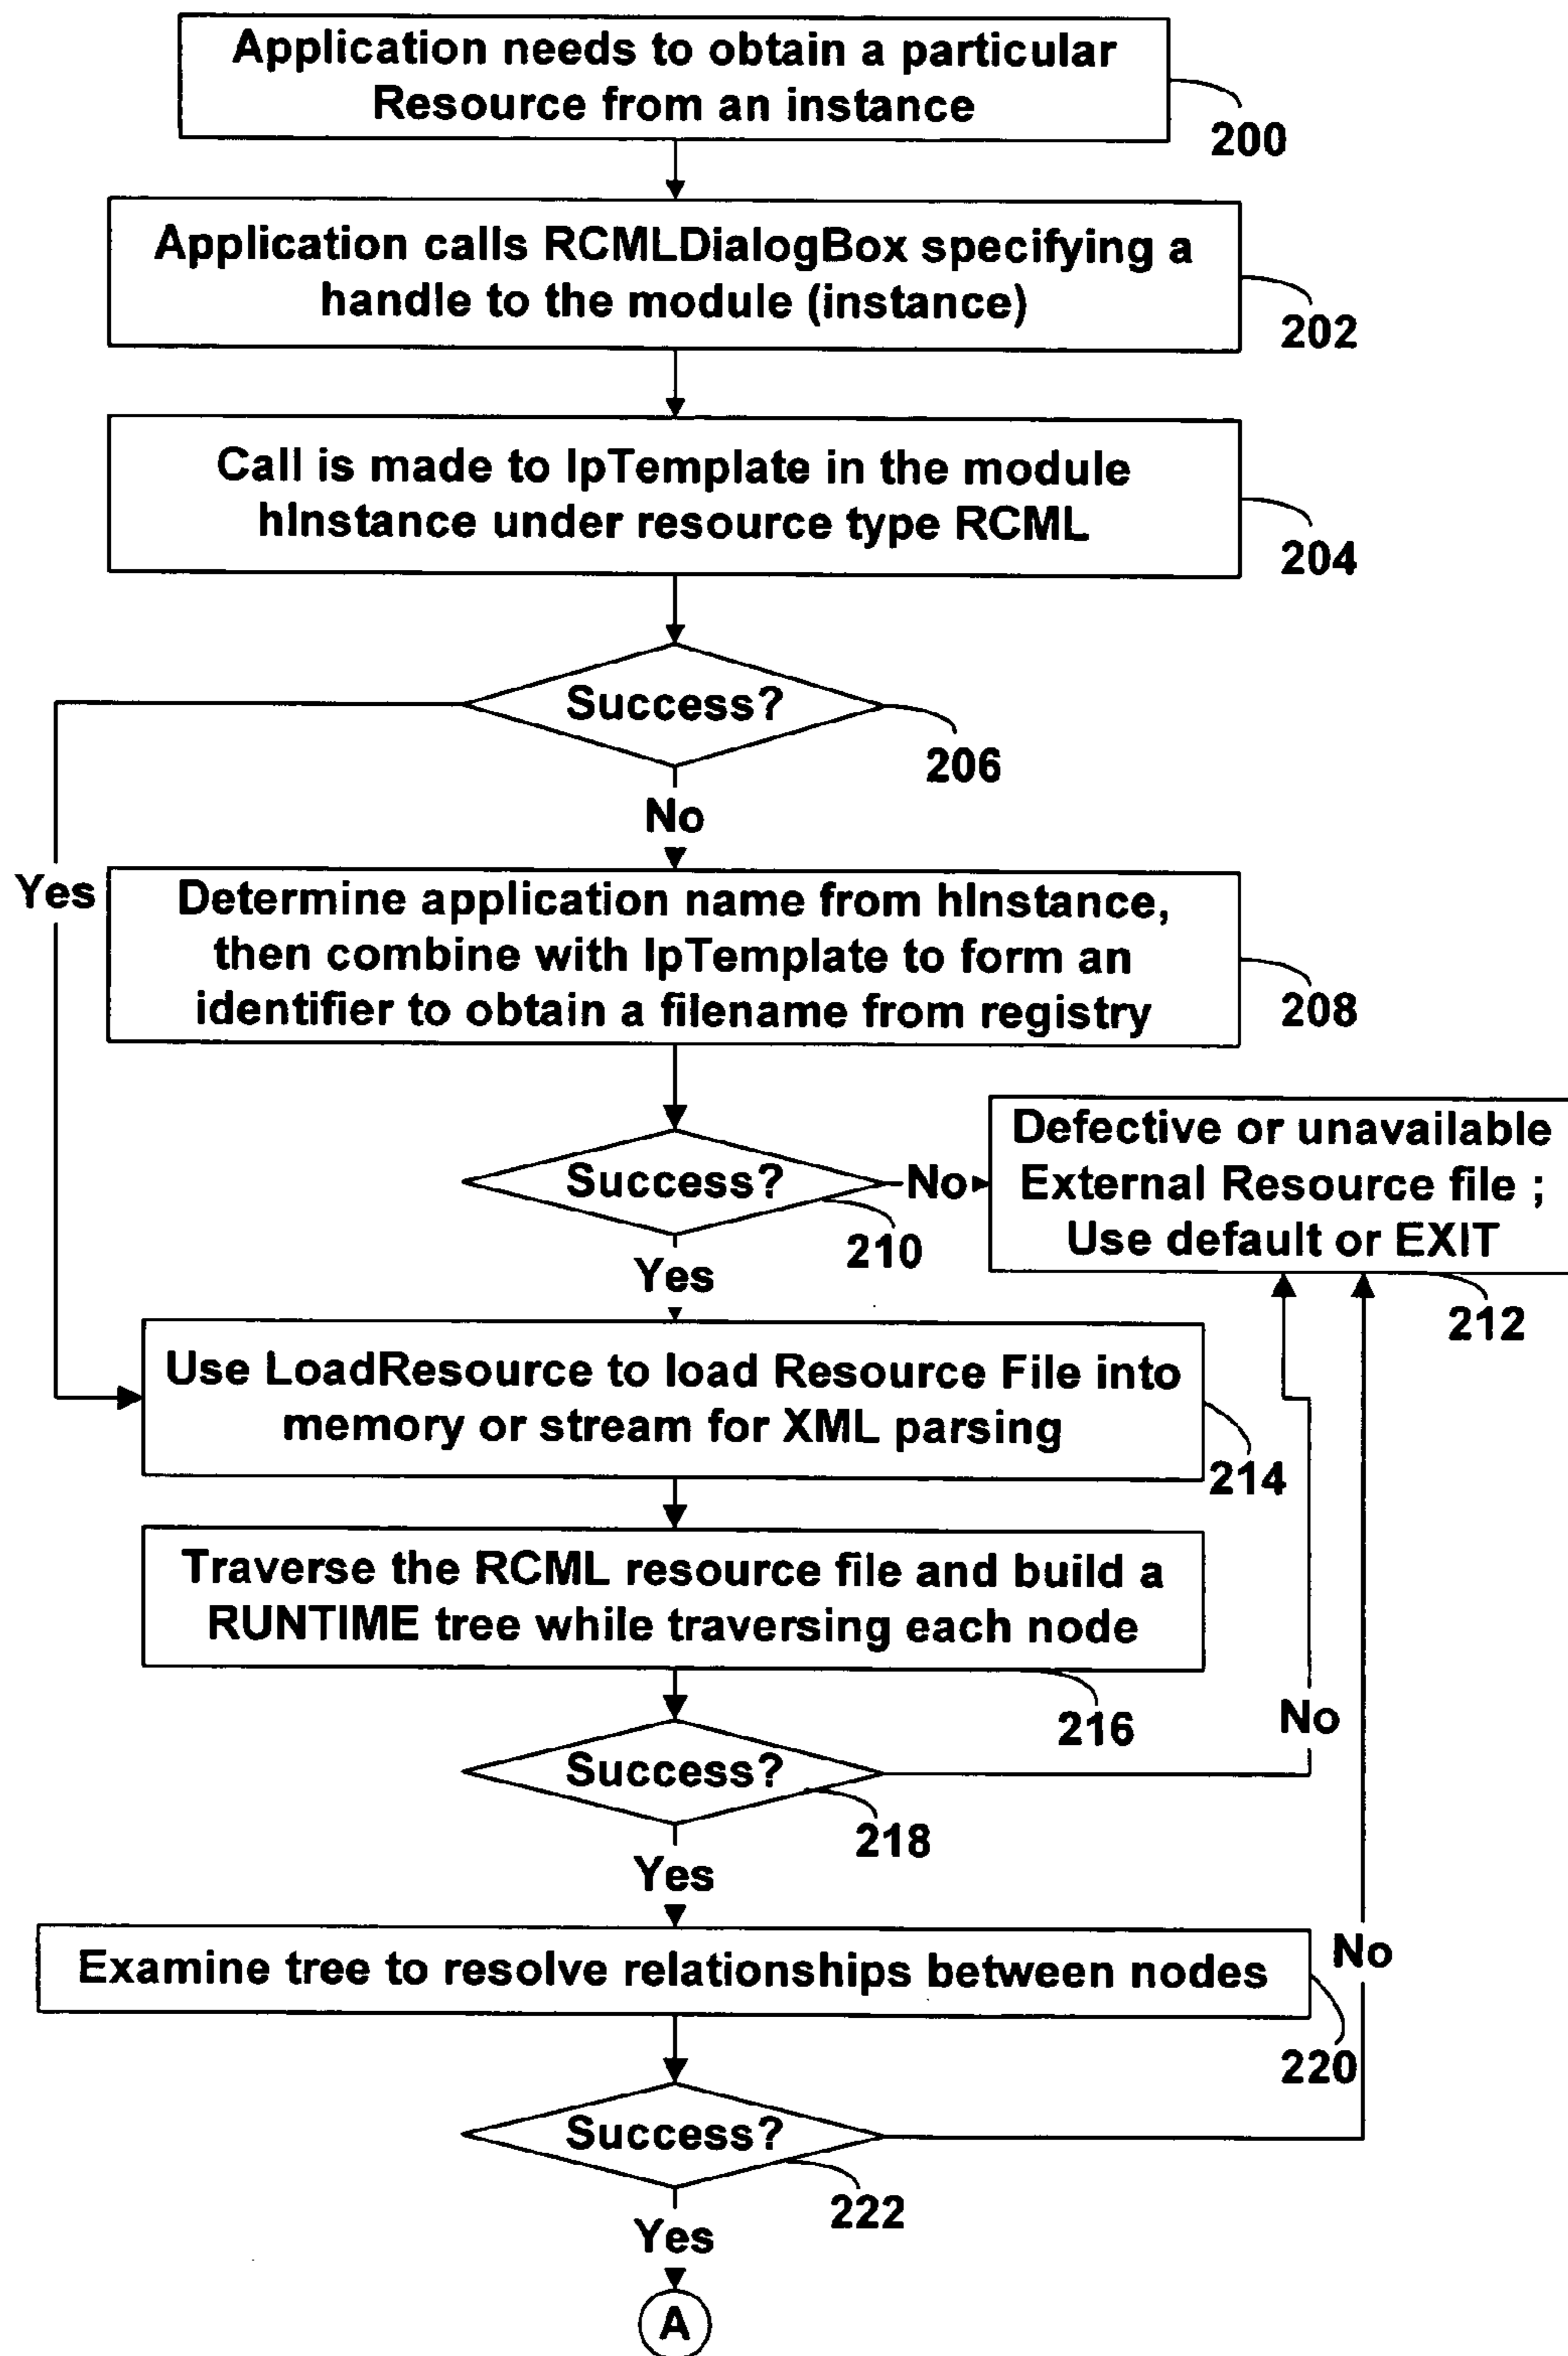 Application needs to obtain a particular
Resource from an instance
200
Application calls RCMLDialogBox specifying a
handle to the module (instance)
202
Call is made to lpTemplate in the module
hInstance under resource type RCML
204
Success?
206
No
Yes
Determine application name from hInstance,
then combine with lpTemplate to form an
identifier to obtain a filename from registry
208
Success?
No
210
Defective or unavailable
External Resource file ;
Use default or EXIT
212
Yes
Use LoadResource to load Resource File into
memory or stream for XML parsing
214
Traverse the RCML resource file and build a
RUNTIME tree while traversing each node
216
No
Success?
218
Yes
Examine tree to resolve relationships between nodes
No
220
Success?
222
Yes
A